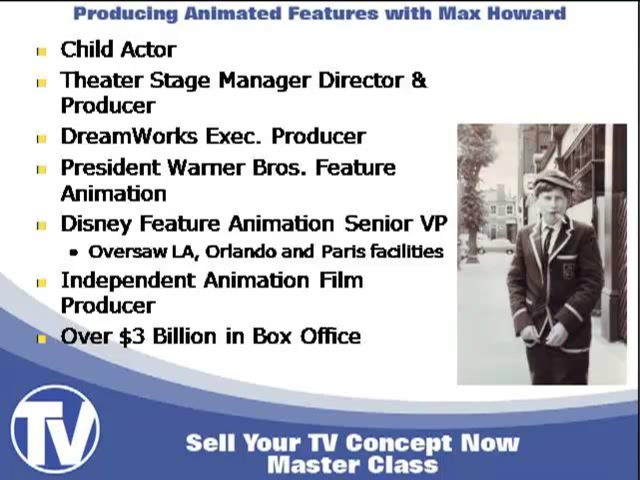 Producing Animated Features with Max Howard
Child Actor
Theater Stage Manager Director &
Producer
DreamWorks Exec. Producer
President Warner Bros. Feature
Animation
Disney Feature Animation Senior VP
Oversaw LA, Orlando and Paris facilities
Independent Animation Film
Producer
Over $3 Billion in Box Office
TV
Sell Your TV Concept Now
Master Class